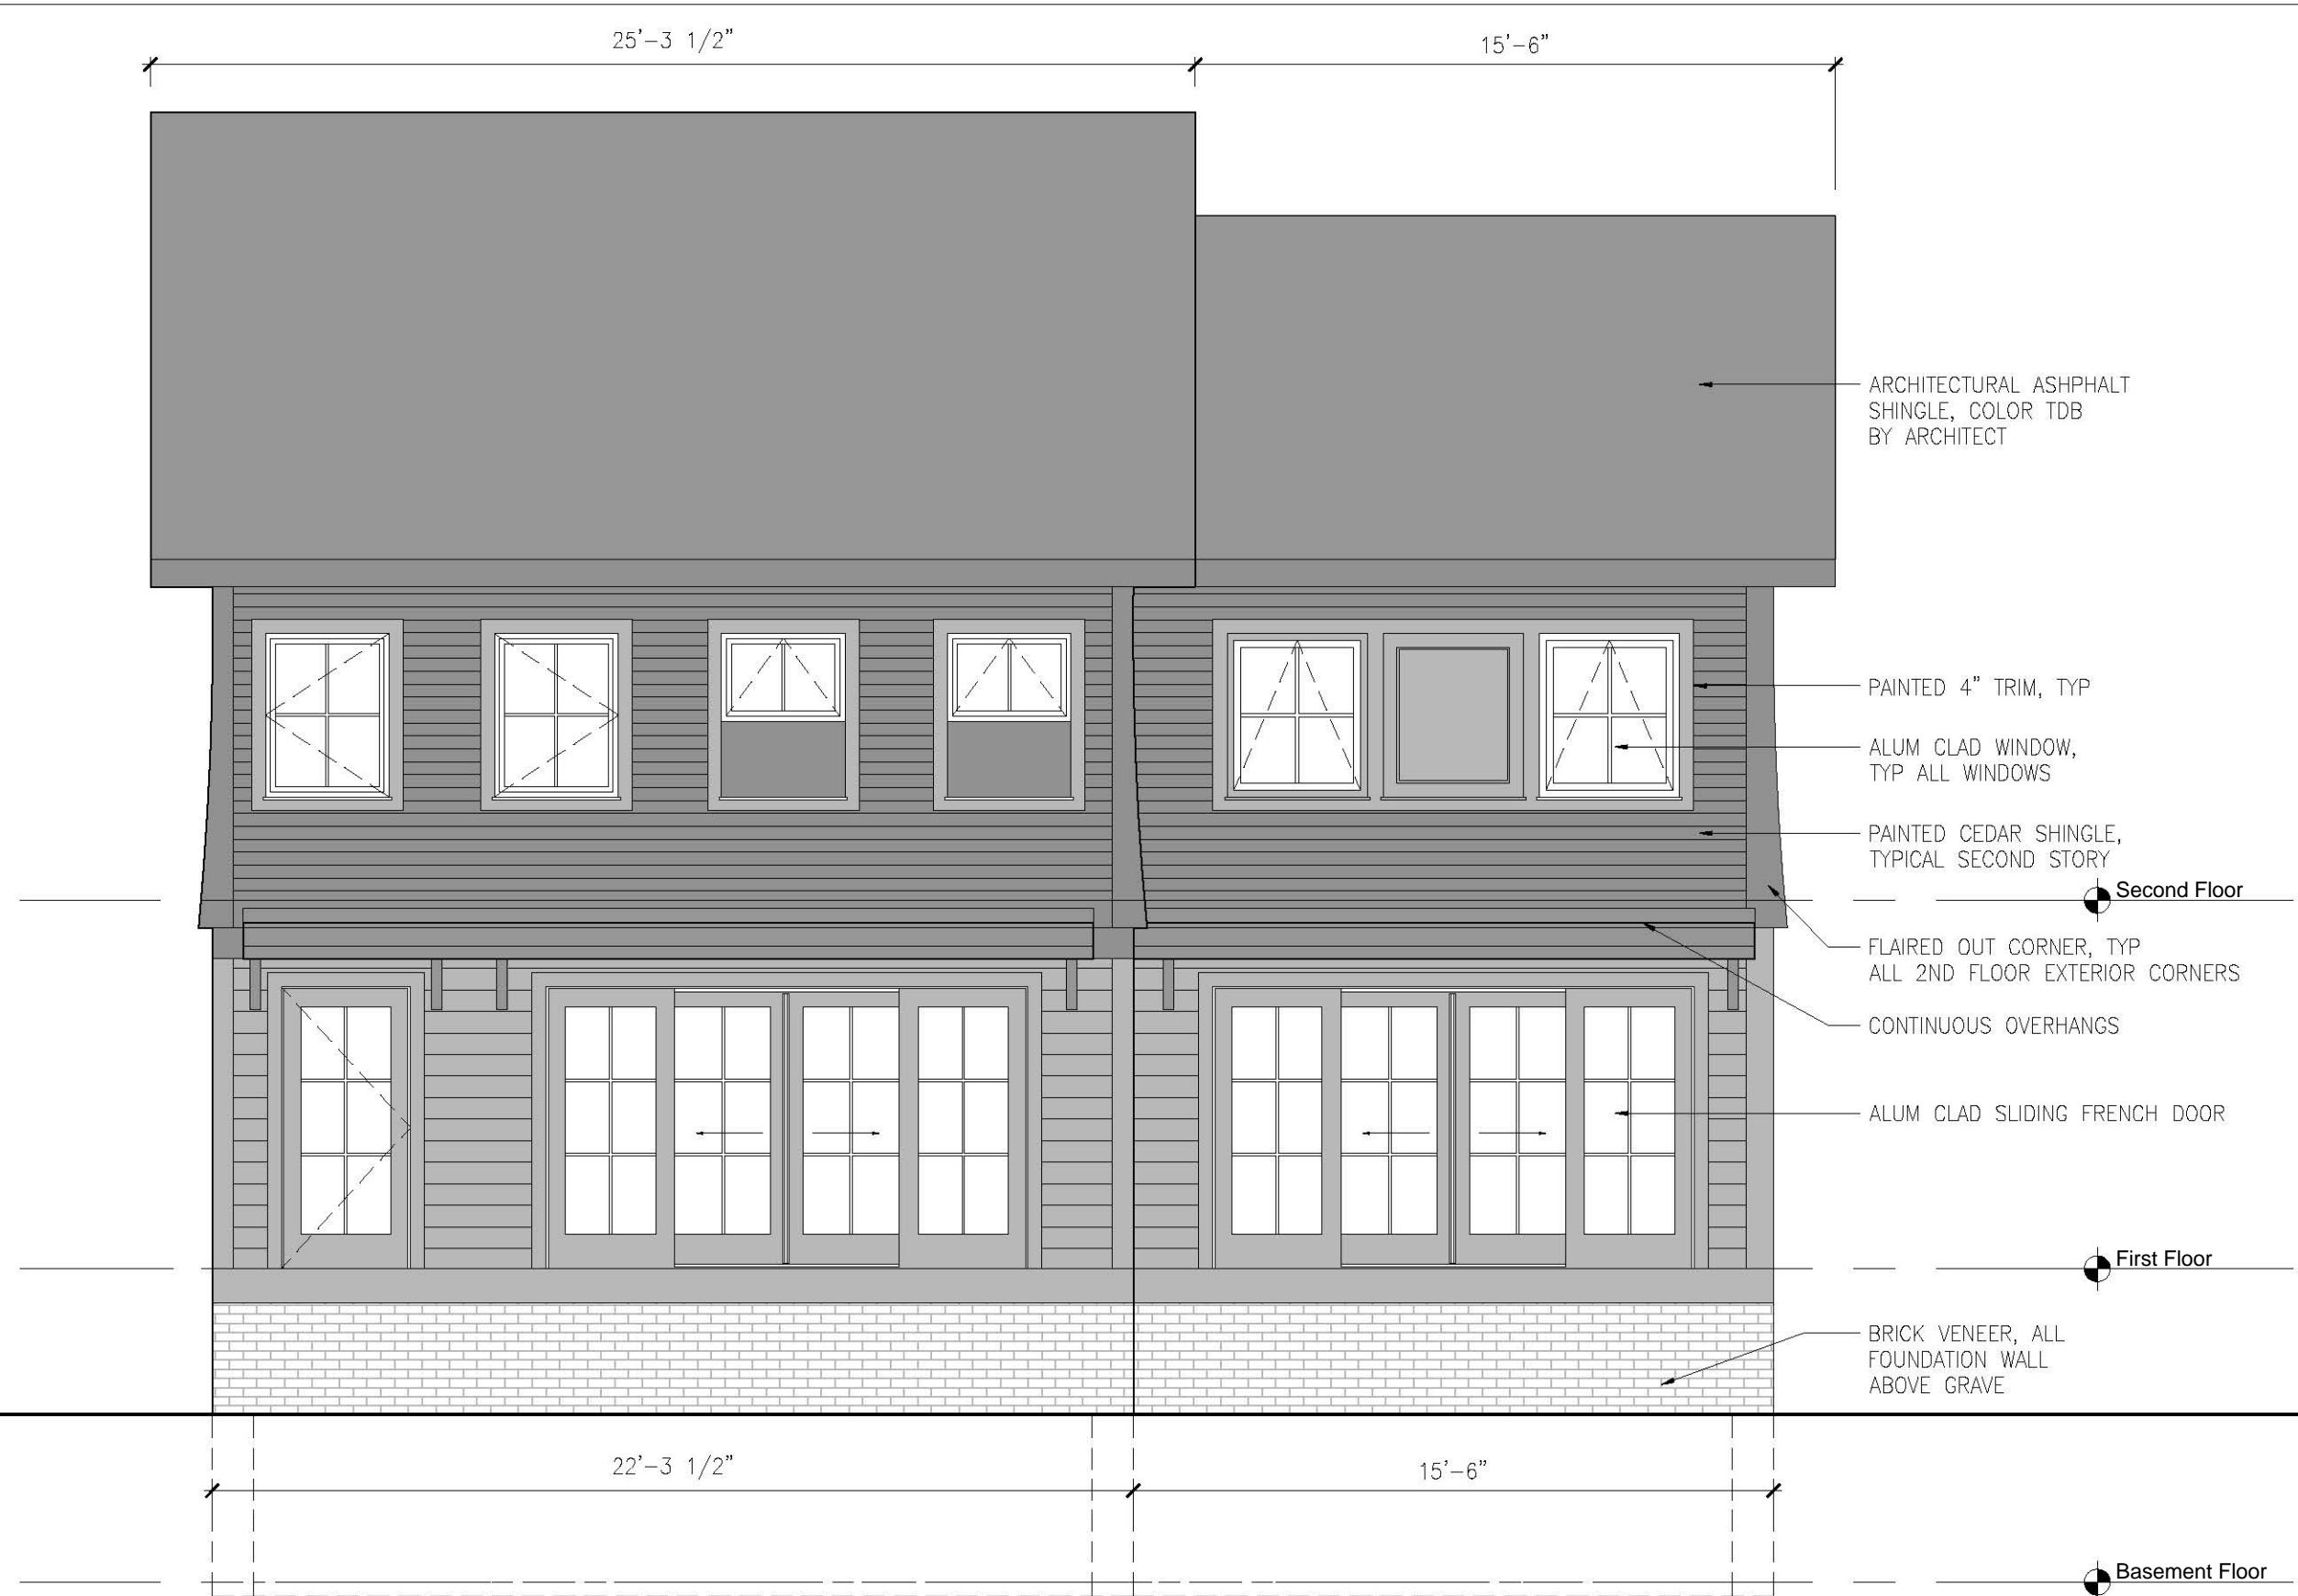 25'-3 1/2"
15'-6"
ARCHITECTURAL ASHPHALT
SHINGLE, COLOR TDB
BY ARCHITECT
PAINTED 4" TRIM, TYP
ALUM CLAD WINDOW,
TYP ALL WINDOWS
PAINTED CEDAR SHINGLE,
TYPICAL SECOND STORY
Second Floor
FLAIRED OUT CORNER, TYP
ALL 2ND FLOOR EXTERIOR CORNERS
CONTINUOUS OVERHANGS
ALUM CLAD SLIDING FRENCH DOOR
First Floor
BRICK VENEER, ALL
FOUNDATION WALL
ABOVE GRAVE
22'-3 1/2"
15'-6"
Basement Floor